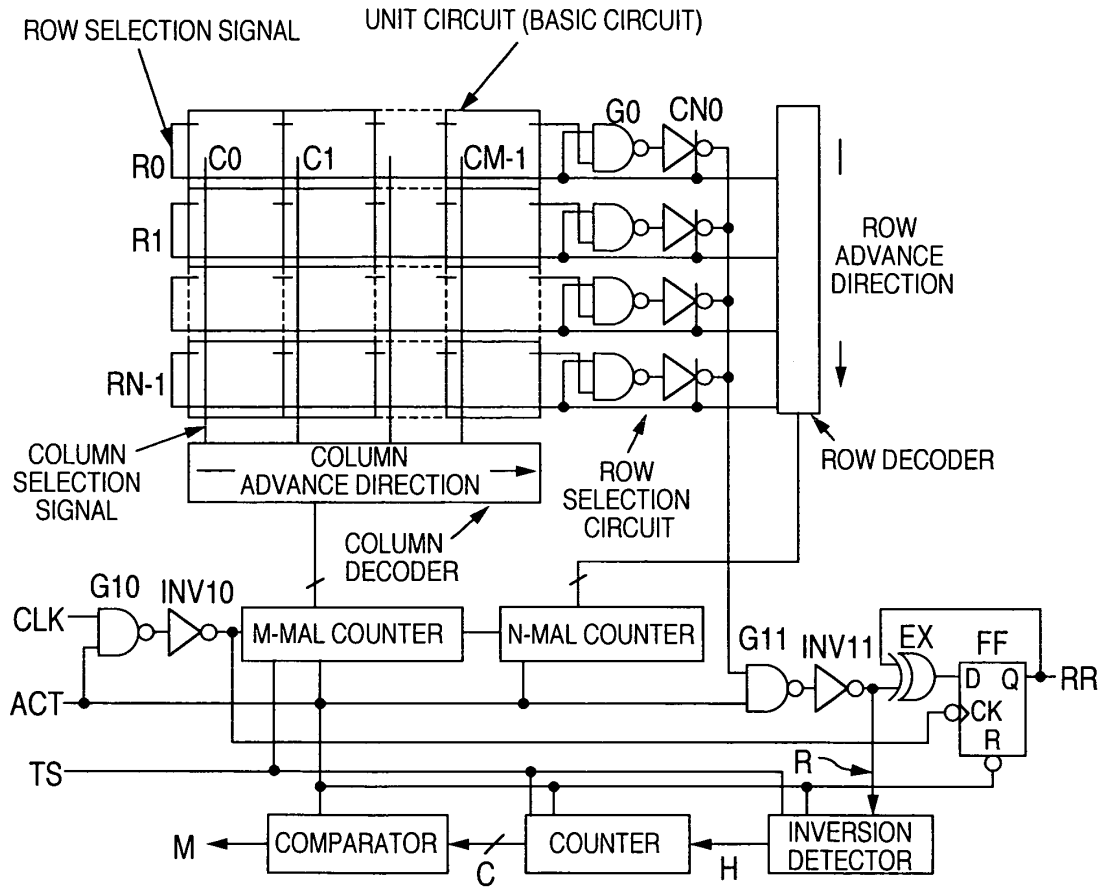 ROW SELECTION SIGNAL
UNIT CIRCUIT (BASIC CIRCUIT)
G0
CN0
R0
C0
C1
CM-1
R1
ROW
ADVANCE
DIRECTION
RN-1
COLUMN
SELECTION
SIGNAL
COLUMN
ADVANCE DIRECTION
ROW
SELECTION
CIRCUIT
ROW DECODER
COLUMN
DECODER
G10
INV10
CLK
M-MAL COUNTER
N-MAL COUNTER
G11
INV11
EX
FF
D
Q
RR
ACT
CK
R
TS
R
M
COMPARATOR
C
COUNTER
H
INVERSION
DETECTOR